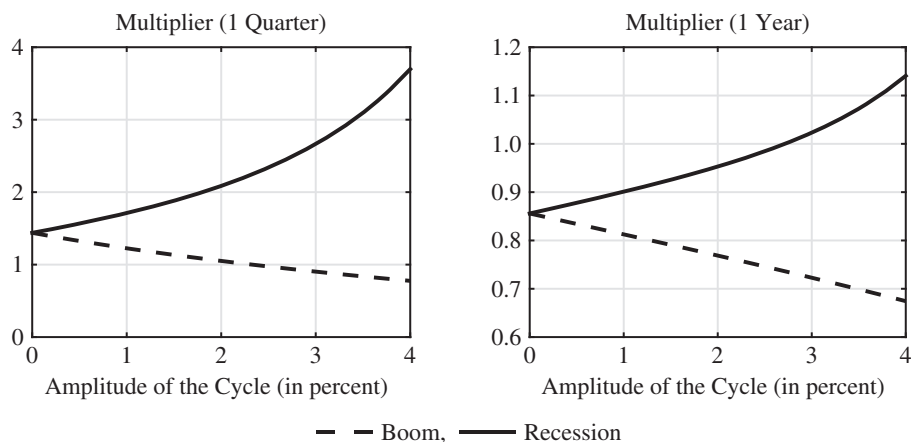 Multiplier (1 Quarter)
4
3
2
1
0
0 1 2 3 4
Amplitude of the Cycle (in percent)
Multiplier (1 Year)
1.2
1.1
1.0
0.9
0.8
0.7
0.6
0 1 2 3 4
Amplitude of the Cycle (in percent)
Boom, Recession